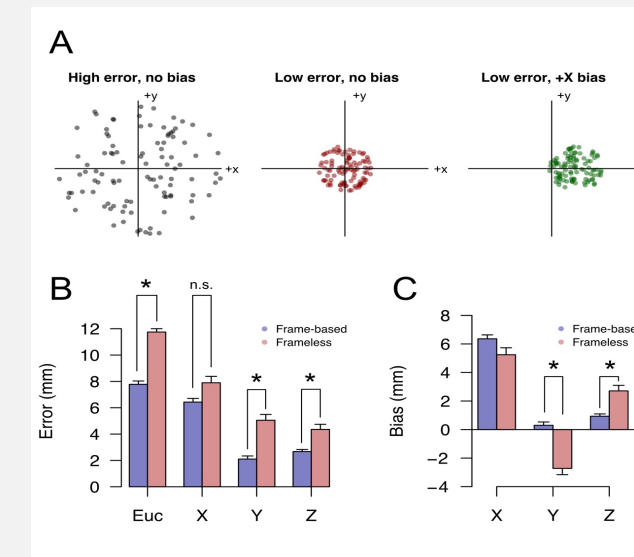 A
High error, no bias
Low error, no bias
Low error, +X bias
+y
+y
+y
+x
+x
B
*
n.s.
*
*
Frame-based
Frameless
Error (mm)
12
10
8
6
4
2
0
Euc
X
Y
Z
C
*
*
Frame-base
Frameless
Bias (mm)
8
6
4
2
0
−2
−4
X
Y
Z